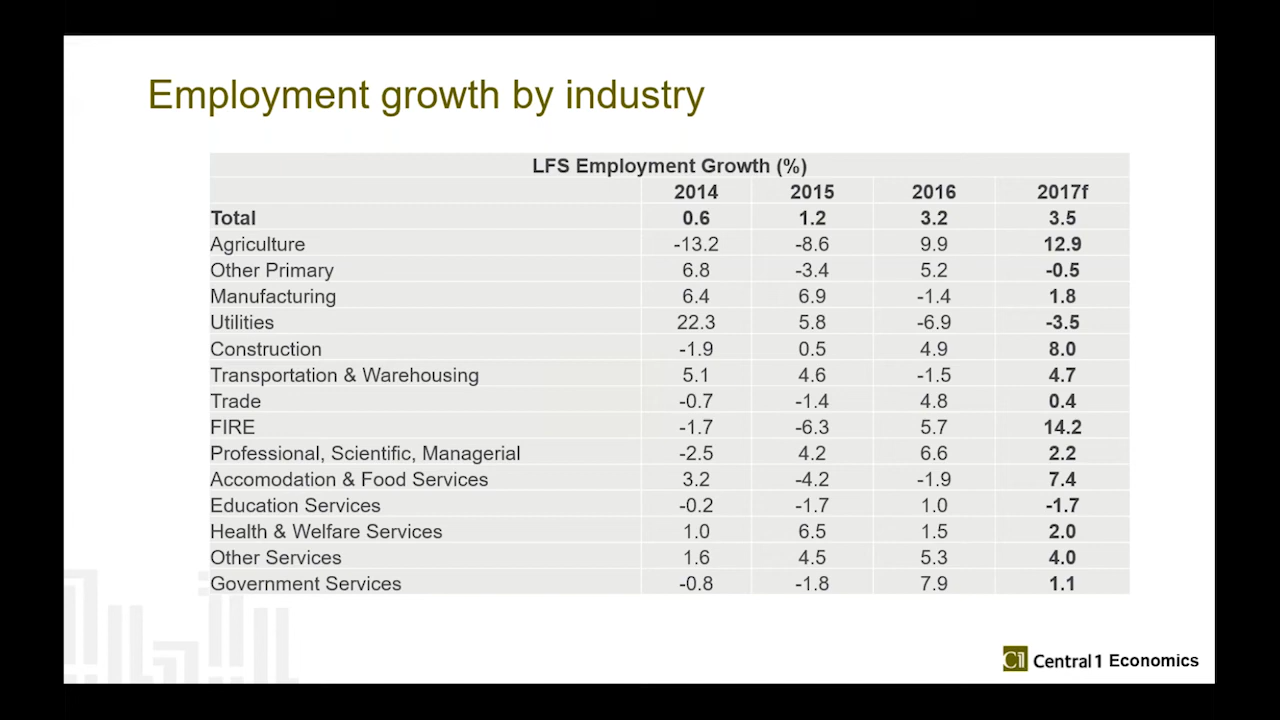 Employment growth by industry
LFS Employment Growth (%)
2014 2015 2016 2017f
Total 0.6 1.2 3.2 3.5
Agriculture -13.2 -8.6 9.9 12.9
Other Primary 6.8 -3.4 5.2 -0.5
Manufacturing 6.4 6.9 -1.4 1.8
Utilities 22.3 5.8 -6.9 -3.5
Construction -1.9 0.5 4.9 8.0
Transportation & Warehousing 5.1 4.6 -1.5 4.7
Trade -0.7 -1.4 4.8 0.4
FIRE -1.7 -6.3 5.7 14.2
Professional, Scientific, Managerial -2.5 4.2 6.6 2.2
Accomodation & Food Services 3.2 -4.2 -1.9 7.4
Education Services -0.2 -1.7 1.0 -1.7
Health & Welfare Services 1.0 6.5 1.5 2.0
Other Services 1.6 4.5 5.3 4.0
Government Services -0.8 -1.8 7.9 1.1
C1 Central 1 Economics